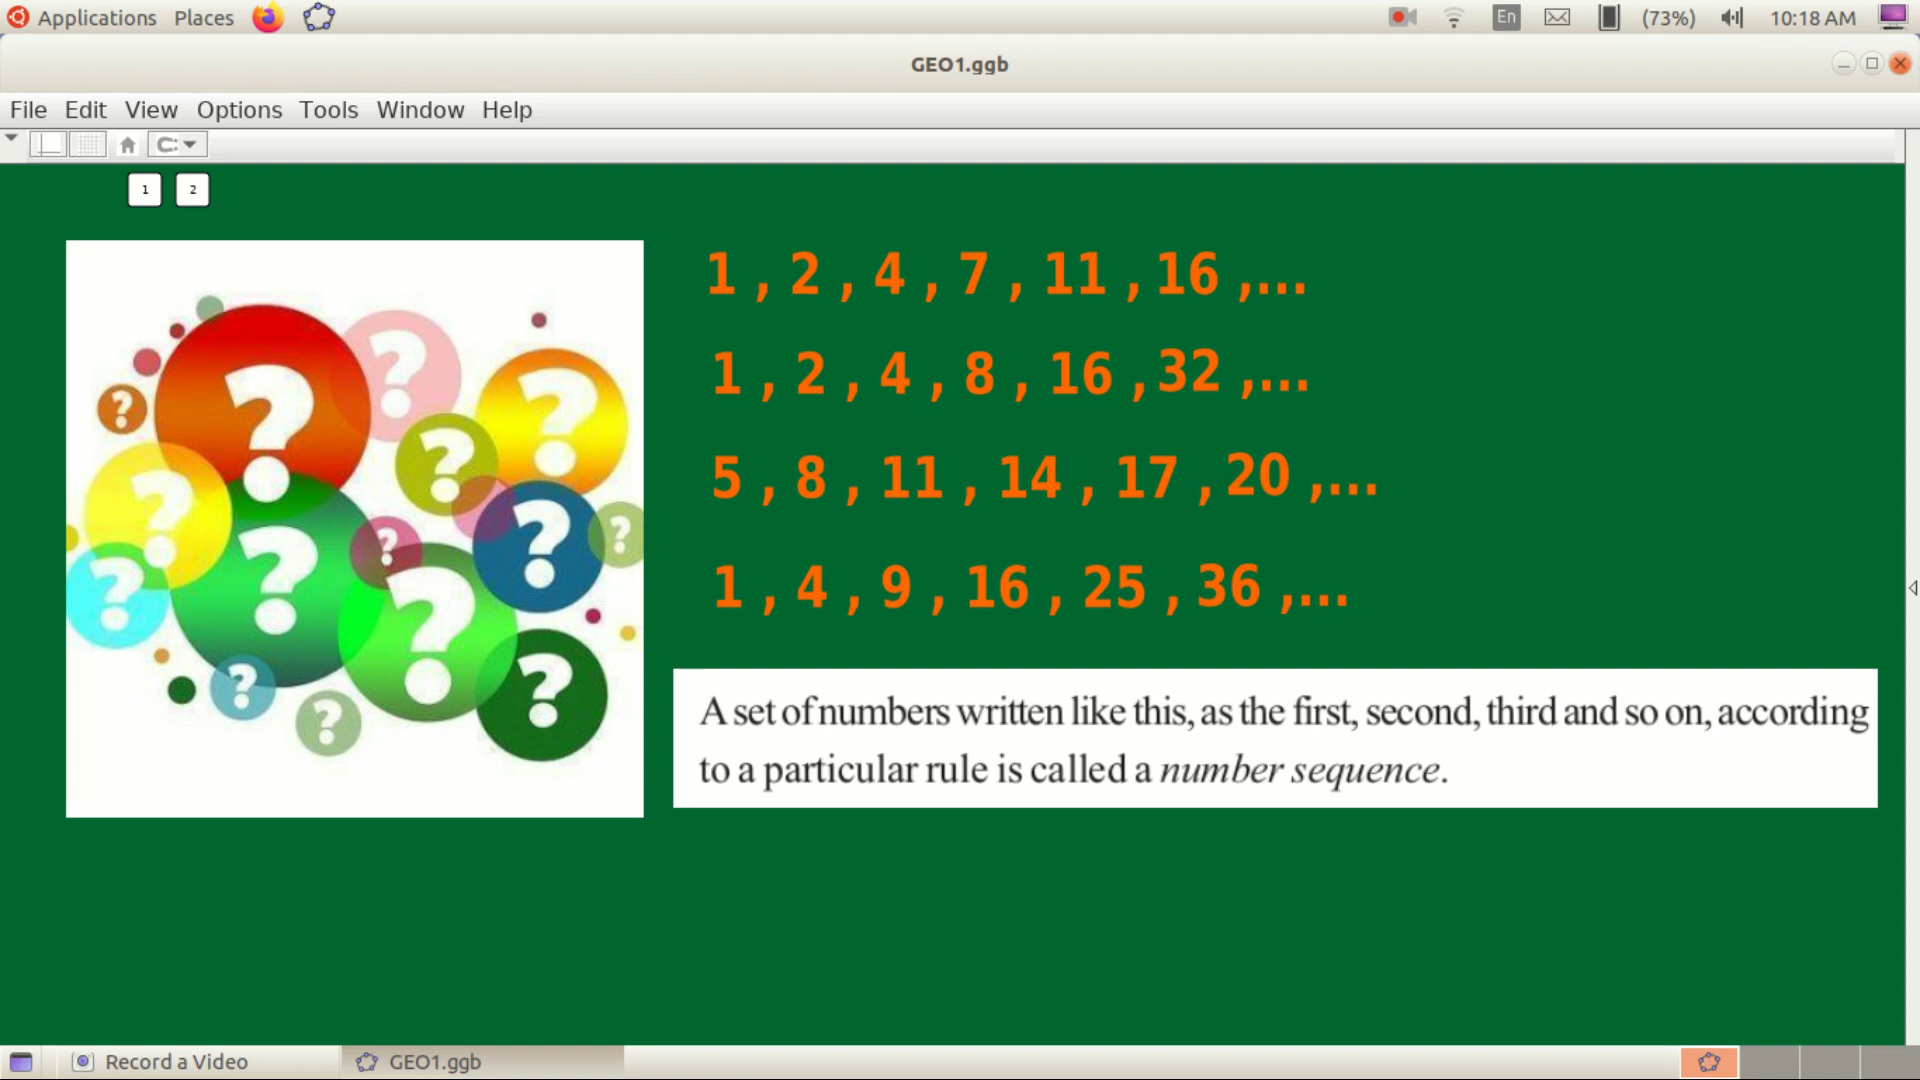 Applications Places En (73%) 10:18 AM
GEO1.ggb
File Edit View Options Tools Window Help
1 2
1 , 2 , 4 , 7 , 11 , 16 ,...
1 , 2 , 4 , 8 , 16 , 32 ,...
5 , 8 , 11 , 14 , 17 , 20 ,...
1 , 4 , 9 , 16 , 25 , 36 ,...
A set of numbers written like this, as the first, second, third and so on, according
to a particular rule is called a number sequence.
? ? ? ? ? ? ? ? ? ? ? ? ? ? ?
Record a Video GEO1.ggb